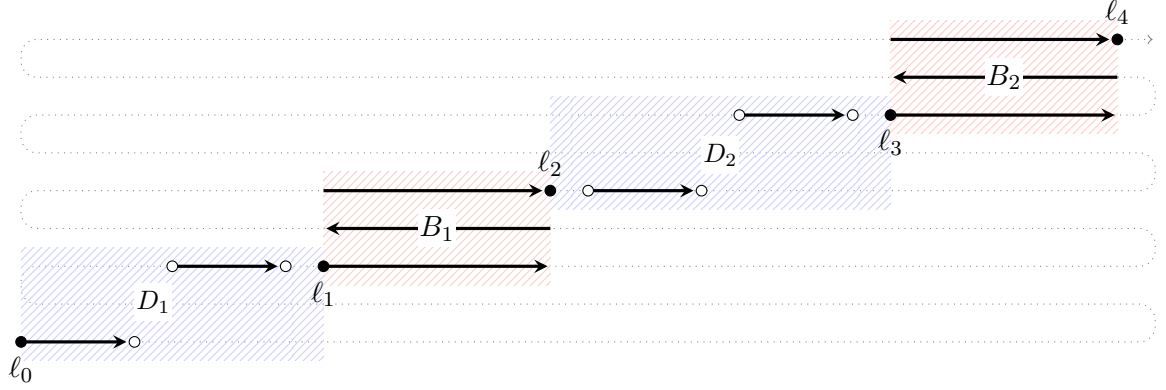 ℓ₄
B₂
ℓ₃
D₂
ℓ₂
B₁
ℓ₁
D₁
ℓ₀